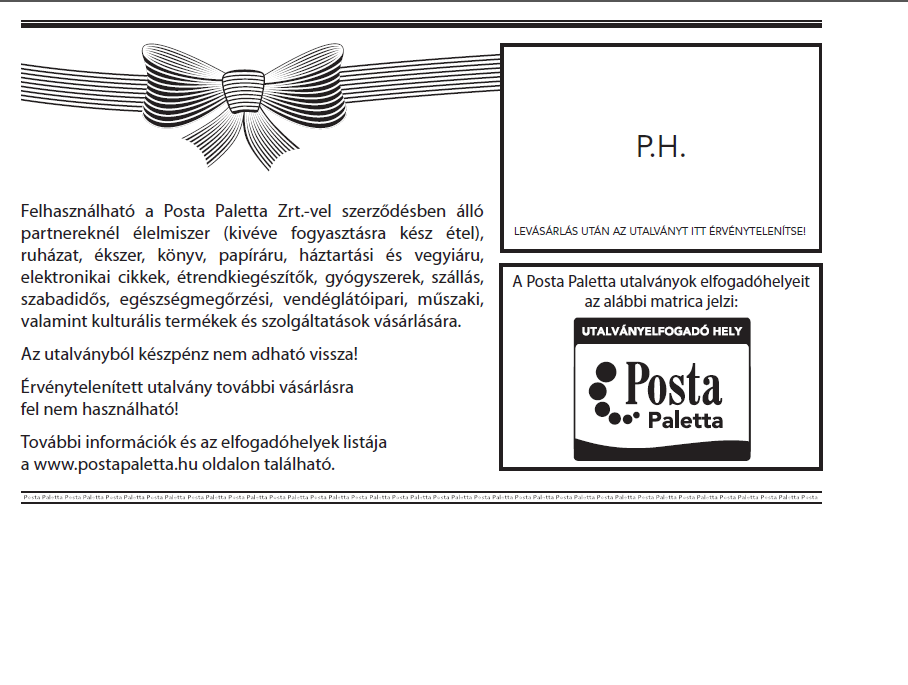 Felhasználható a Posta Paletta Zrt.-vel szerződésben álló
partnereknél élelmiszer (kivéve fogyasztásra kész étel),
ruházat, ékszer, könyv, papíráru, háztartási és vegyiáru,
elektronikai cikkek, étrendkiegészítők, gyógyszerek, szállás,
szabadidős, egészségmegőrzési, vendéglátóipari, műszaki,
valamint kulturális termékek és szolgáltatások vásárlására.
Az utalványból készpénz nem adható vissza!
Érvénytelenített utalvány további vásárlásra
fel nem használható!
További információk és az elfogadóhelyek listája
a www.postapaletta.hu oldalon található.
P.H.
LEVÁSÁRLÁS UTÁN AZ UTALVÁNYT ITT ÉRVÉNYTELENÍTSE!
A Posta Paletta utalványok elfogadóhelyeit
az alábbi matrica jelzi:
UTALVÁNYELFOGADÓ HELY
Posta
Paletta
Posta Paletta Posta Paletta Posta Paletta Posta Paletta Posta Paletta Posta Paletta Posta Paletta Posta Paletta Posta Paletta Posta Paletta Posta Paletta Posta Paletta Posta Paletta Posta Paletta Posta Paletta Posta Paletta Posta Paletta Posta Paletta Posta Paletta Posta